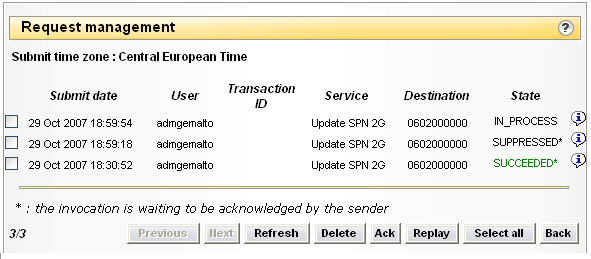 Request management ?
Submit time zone : Central European Time
Submit date User Transaction ID Service Destination State
29 Oct 2007 18:59:54 admgemalto Update SPN 2G 0602000000 IN_PROCESS i
29 Oct 2007 18:59:18 admgemalto Update SPN 2G 0602000000 SUPPRESSED* i
29 Oct 2007 18:30:52 admgemalto Update SPN 2G 0602000000 SUCCEEDED* i
* : the invocation is waiting to be acknowledged by the sender
3/3 Previous Next Refresh Delete Ack Replay Select all Back